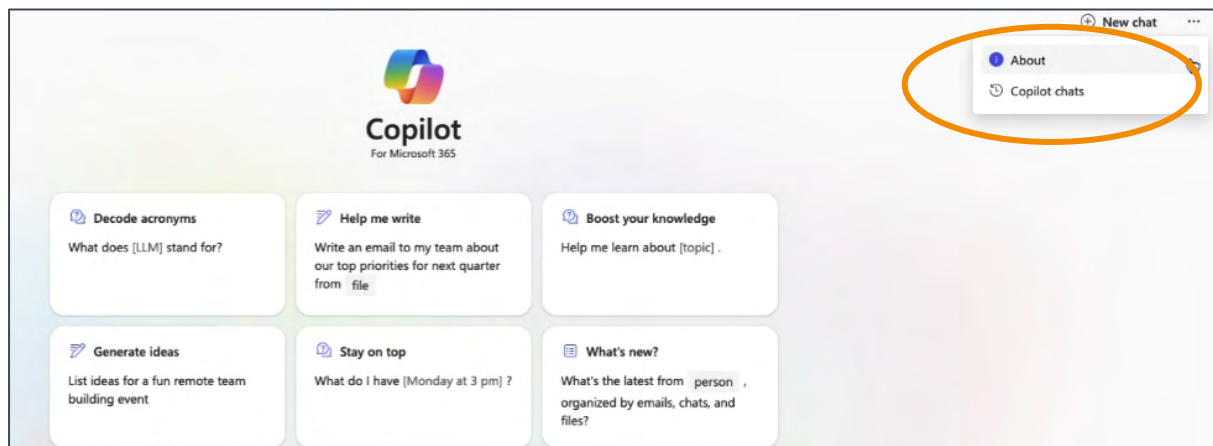 New chat
About
Copilot chats
Copilot
For Microsoft 365
Decode acronyms
What does [LLM] stand for?
Help me write
Write an email to my team about
our top priorities for next quarter
from file
Boost your knowledge
Help me learn about [topic] .
Generate ideas
List ideas for a fun remote team
building event
Stay on top
What do I have [Monday at 3 pm] ?
What's new?
What's the latest from person ,
organized by emails, chats, and
files?